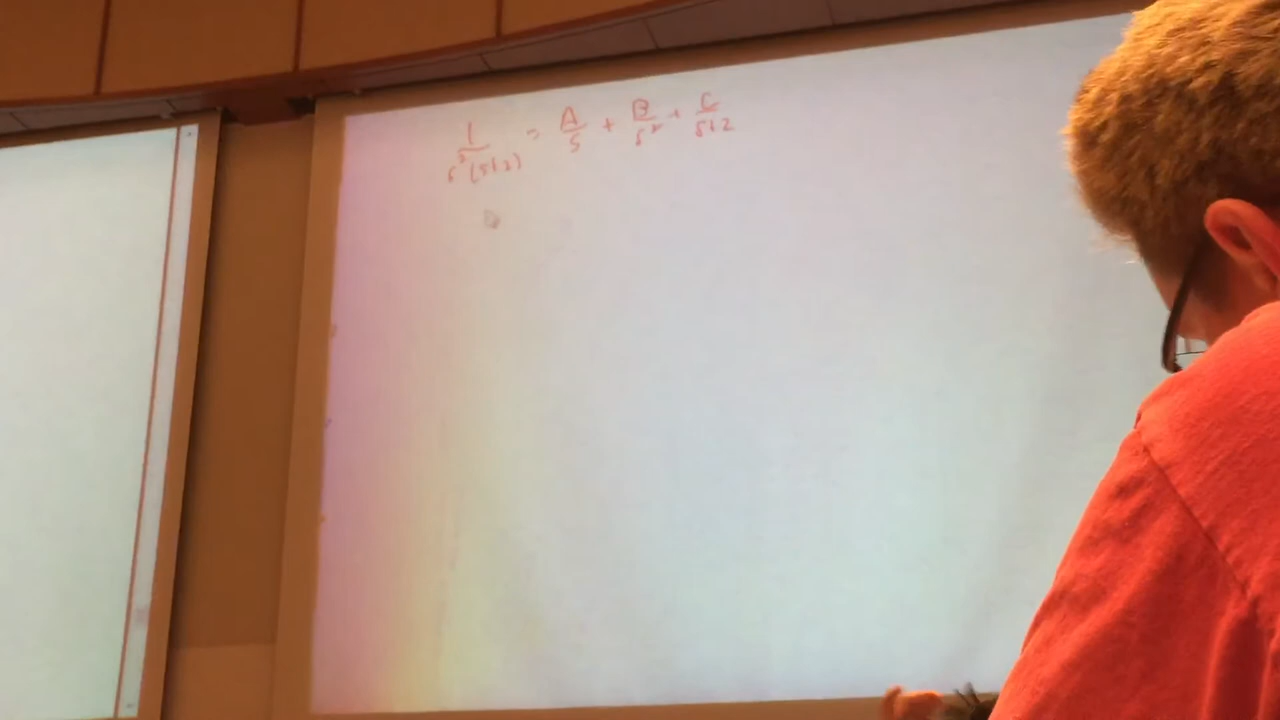 1/s²(s+2) = A/s + B/s² + C/s+2